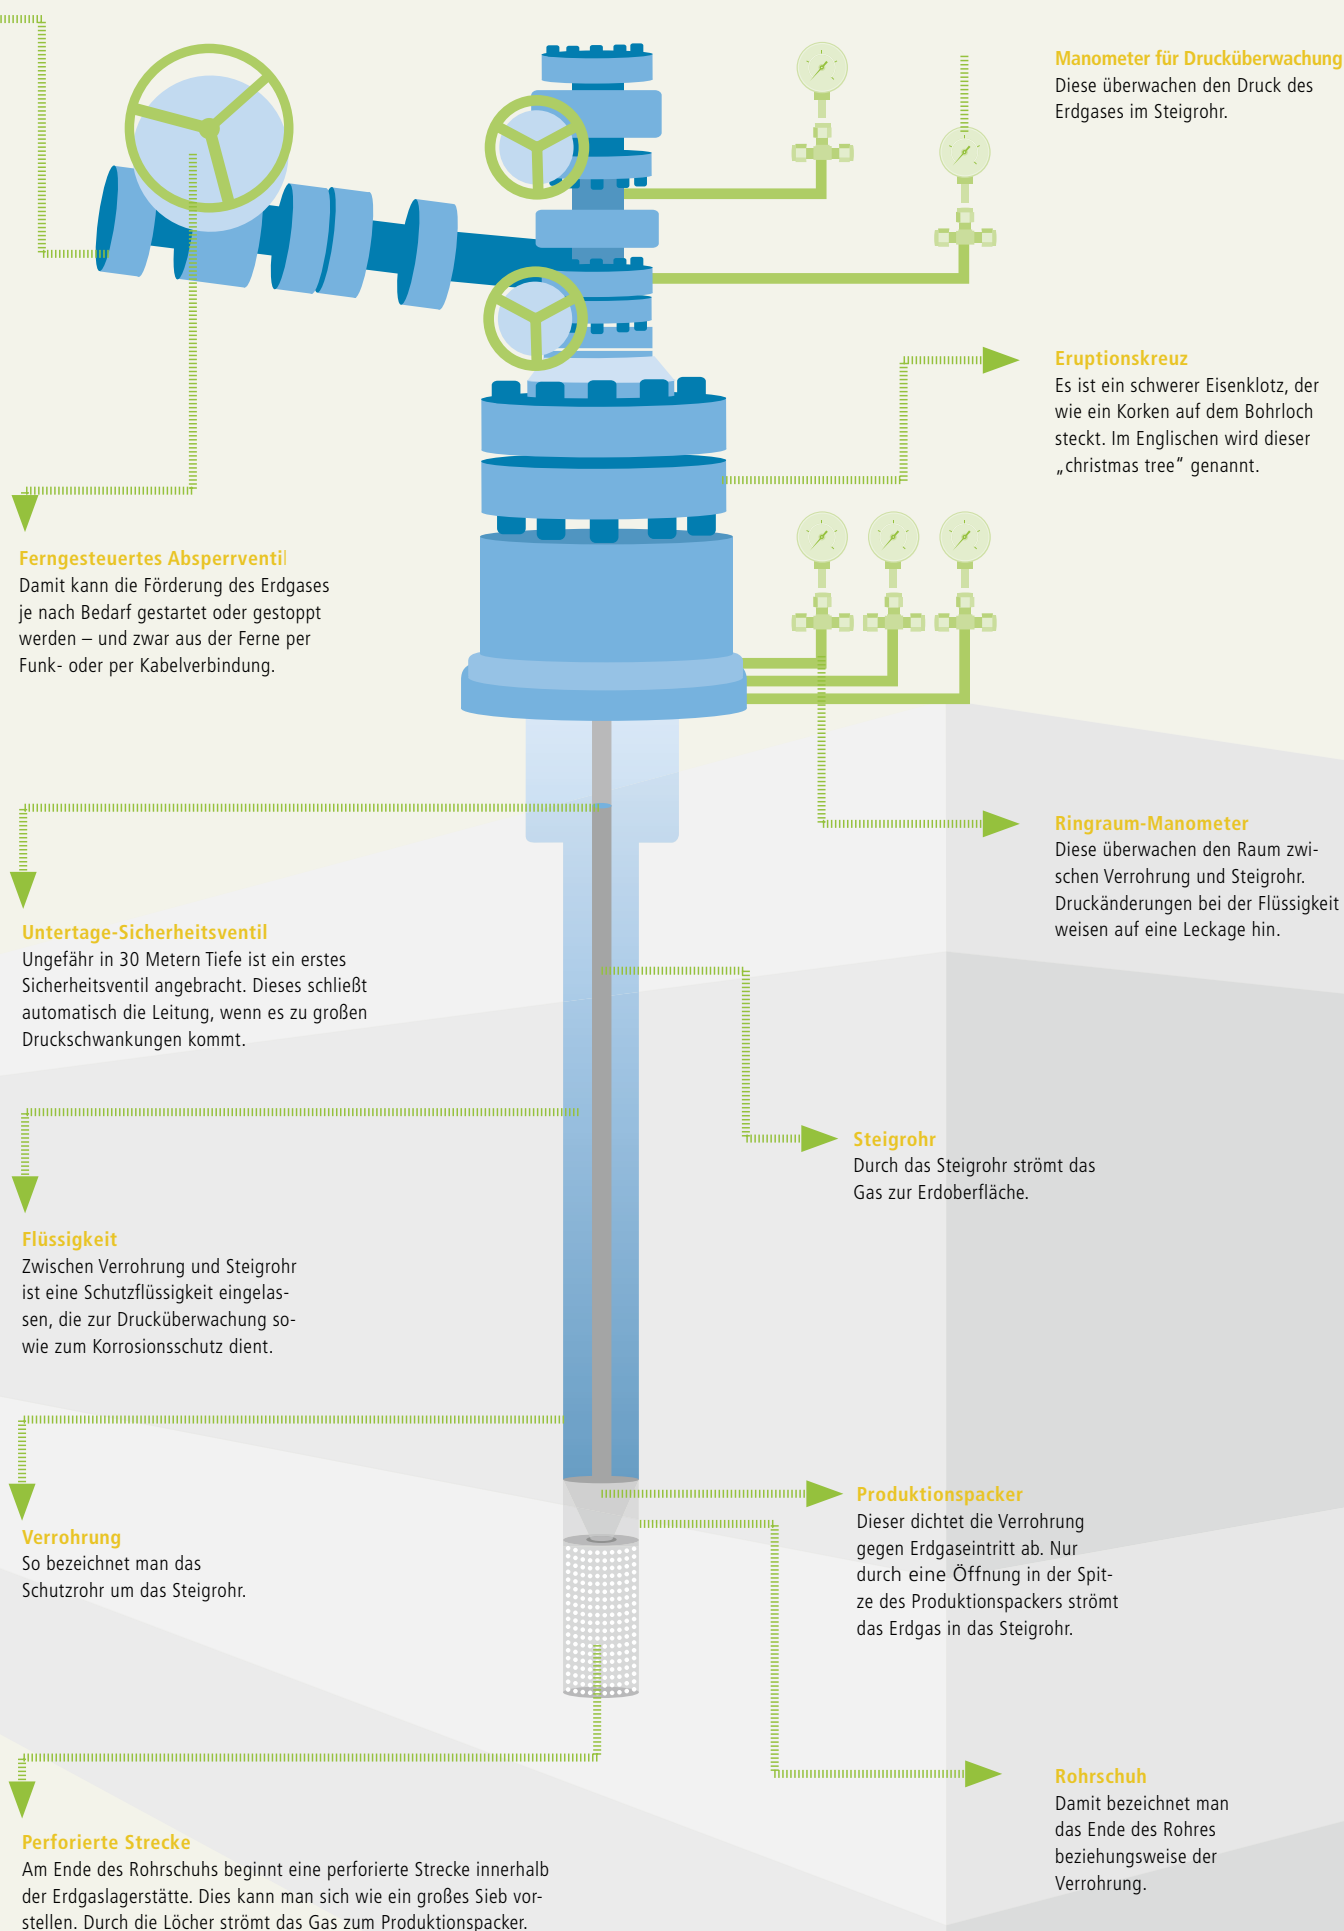 Manometer für Drucküberwachung
Diese überwachen den Druck des
Erdgases im Steigrohr.
Eruptionskreuz
Es ist ein schwerer Eisenklotz, der
wie ein Korken auf dem Bohrloch
steckt. Im Englischen wird dieser
„christmas tree“ genannt.
Ferngesteuertes Absperrventil
Damit kann die Förderung des Erdgases
je nach Bedarf gestartet oder gestoppt
werden – und zwar aus der Ferne per
Funk- oder per Kabelverbindung.
Ringraum-Manometer
Diese überwachen den Raum zwi-
schen Verrohrung und Steigrohr.
Druckänderungen bei der Flüssigkeit
weisen auf eine Leckage hin.
Untertage-Sicherheitsventil
Ungefähr in 30 Metern Tiefe ist ein erstes
Sicherheitsventil angebracht. Dieses schließt
automatisch die Leitung, wenn es zu großen
Druckschwankungen kommt.
Steigrohr
Durch das Steigrohr strömt das
Gas zur Erdoberfläche.
Flüssigkeit
Zwischen Verrohrung und Steigrohr
ist eine Schutzflüssigkeit eingelas-
sen, die zur Drucküberwachung so-
wie zum Korrosionsschutz dient.
Produktionspacker
Dieser dichtet die Verrohrung
gegen Erdgaseintritt ab. Nur
durch eine Öffnung in der Spit-
ze des Produktionspackers strömt
das Erdgas in das Steigrohr.
Verrohrung
So bezeichnet man das
Schutzrohr um das Steigrohr.
Rohrschuh
Damit bezeichnet man
das Ende des Rohres
beziehungsweise der
Verrohrung.
Perforierte Strecke
Am Ende des Rohrschuhs beginnt eine perforierte Strecke innerhalb
der Erdgaslagerstätte. Dies kann man sich wie ein großes Sieb vor-
stellen. Durch die Löcher strömt das Gas zum Produktionspacker.